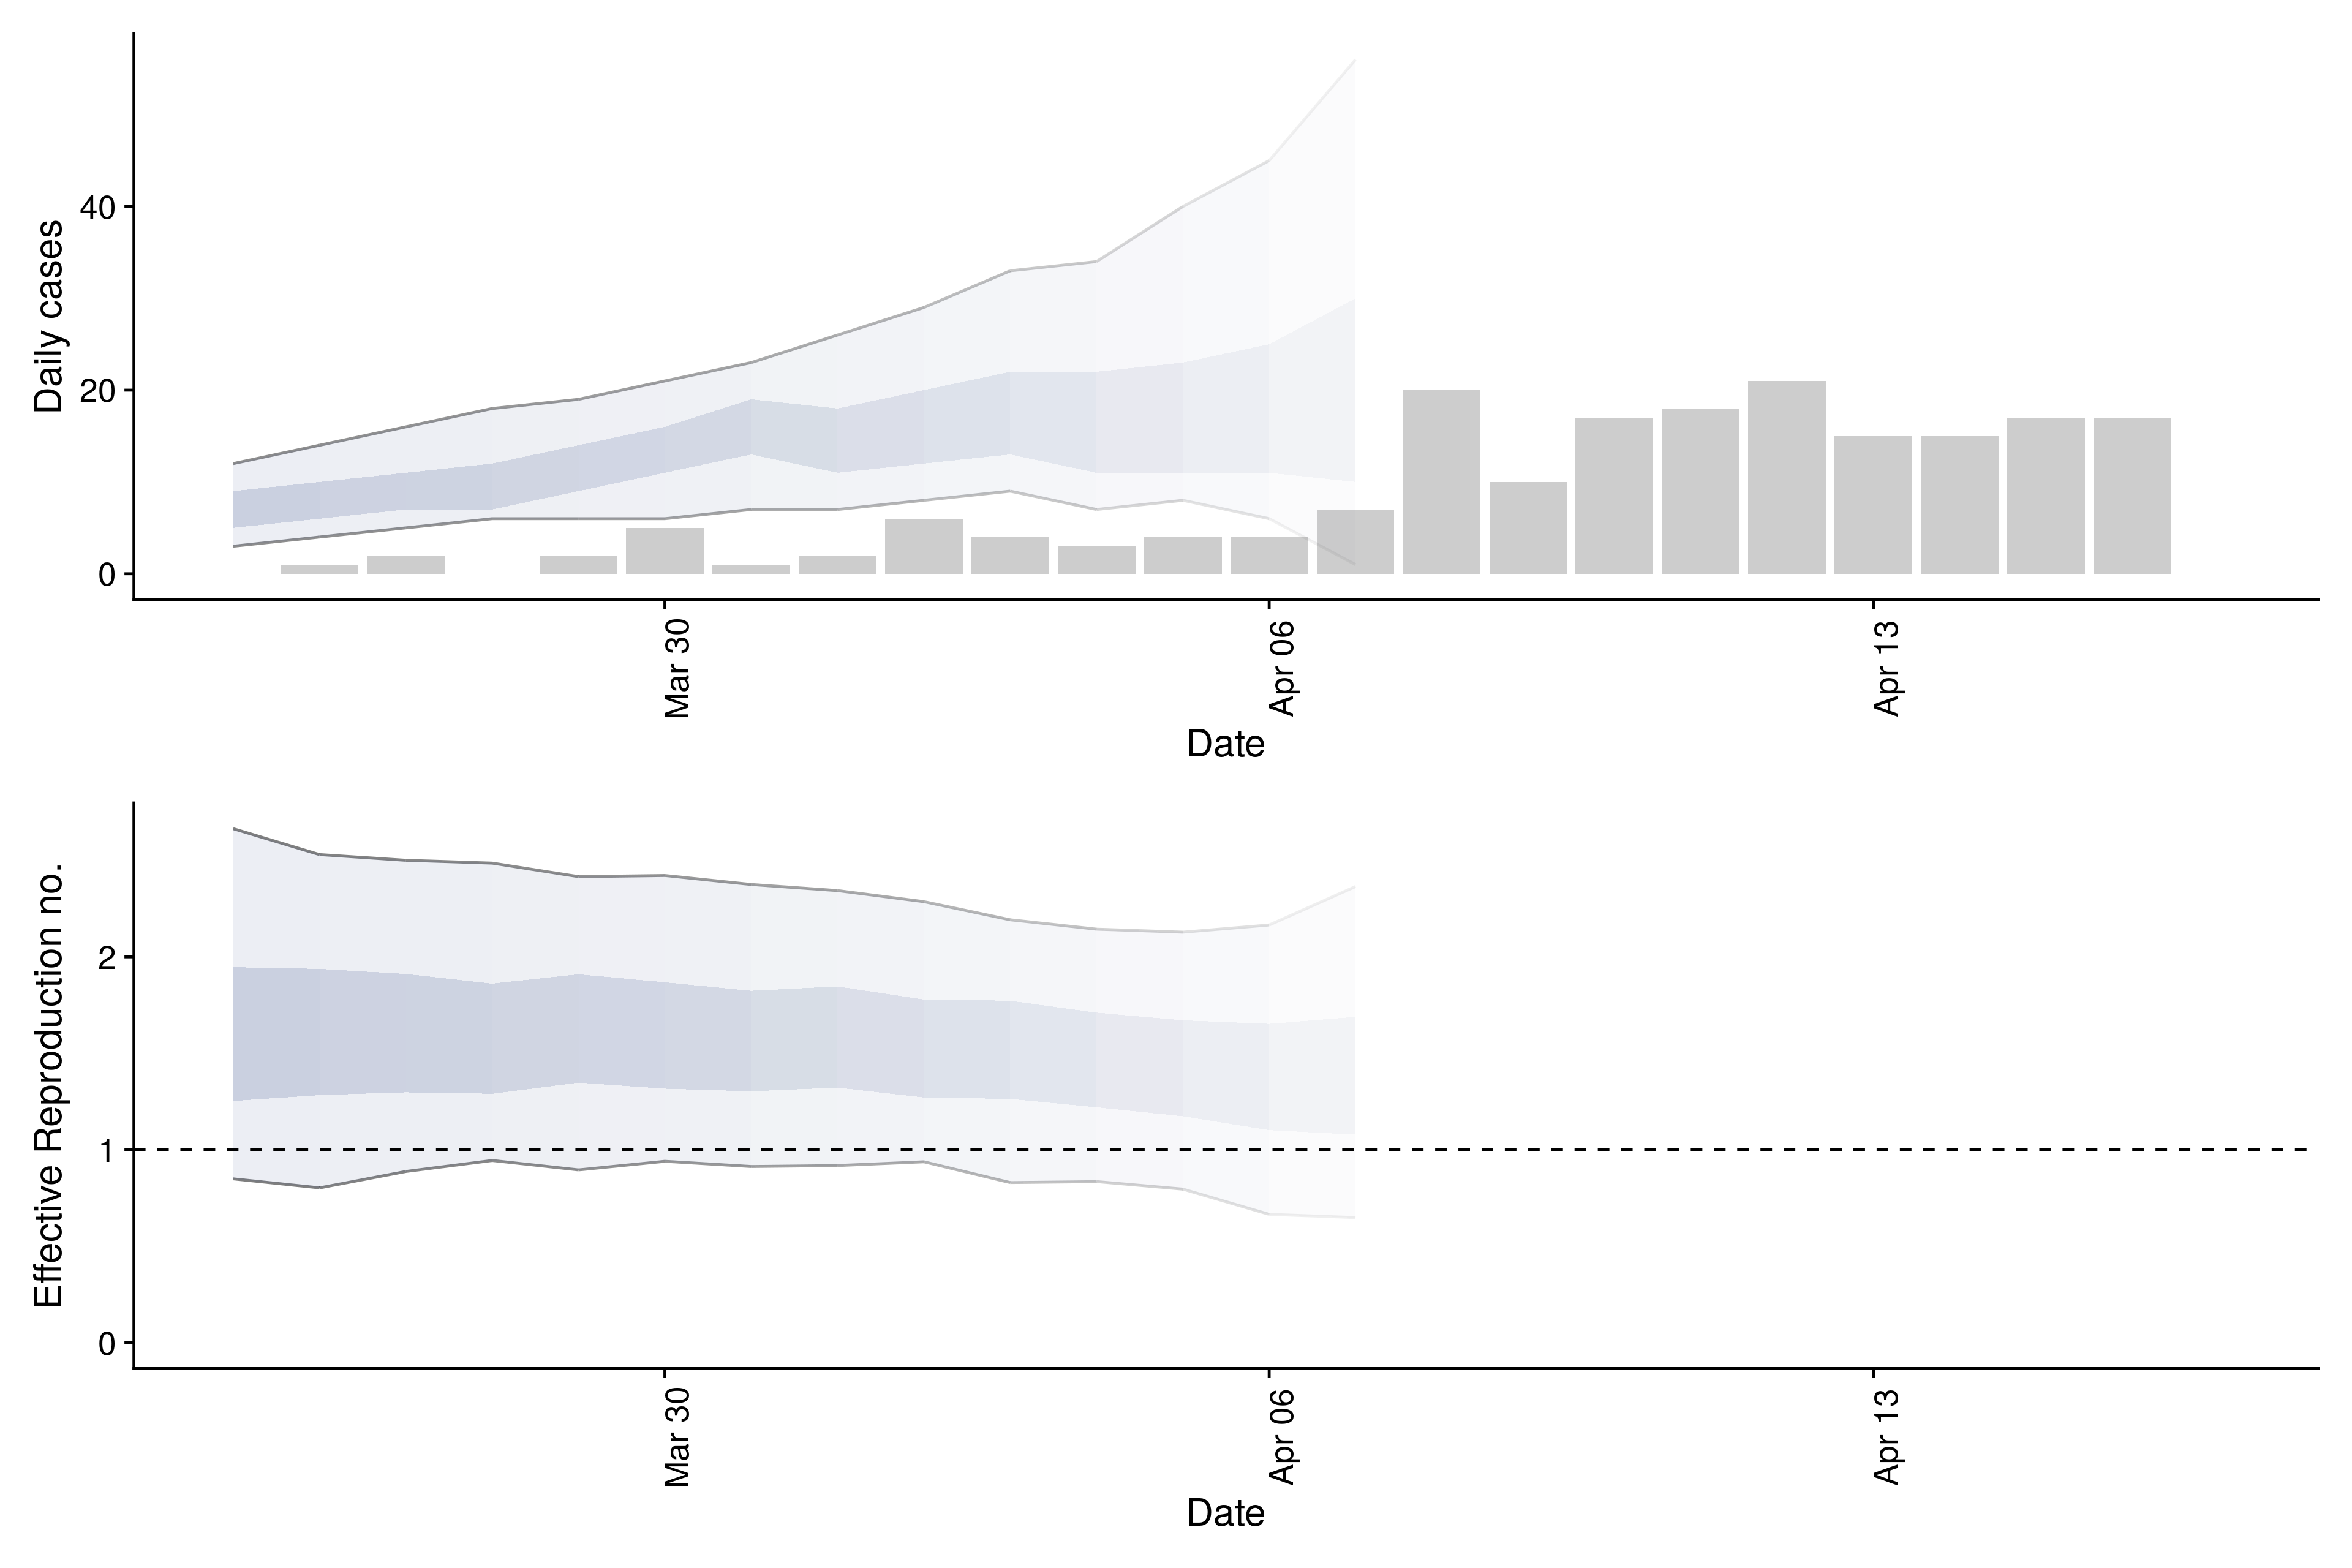 Daily cases
40
20
0
Mar 30
Apr 06
Apr 13
Date
Effective Reproduction no.
2
1
0
Mar 30
Apr 06
Apr 13
Date